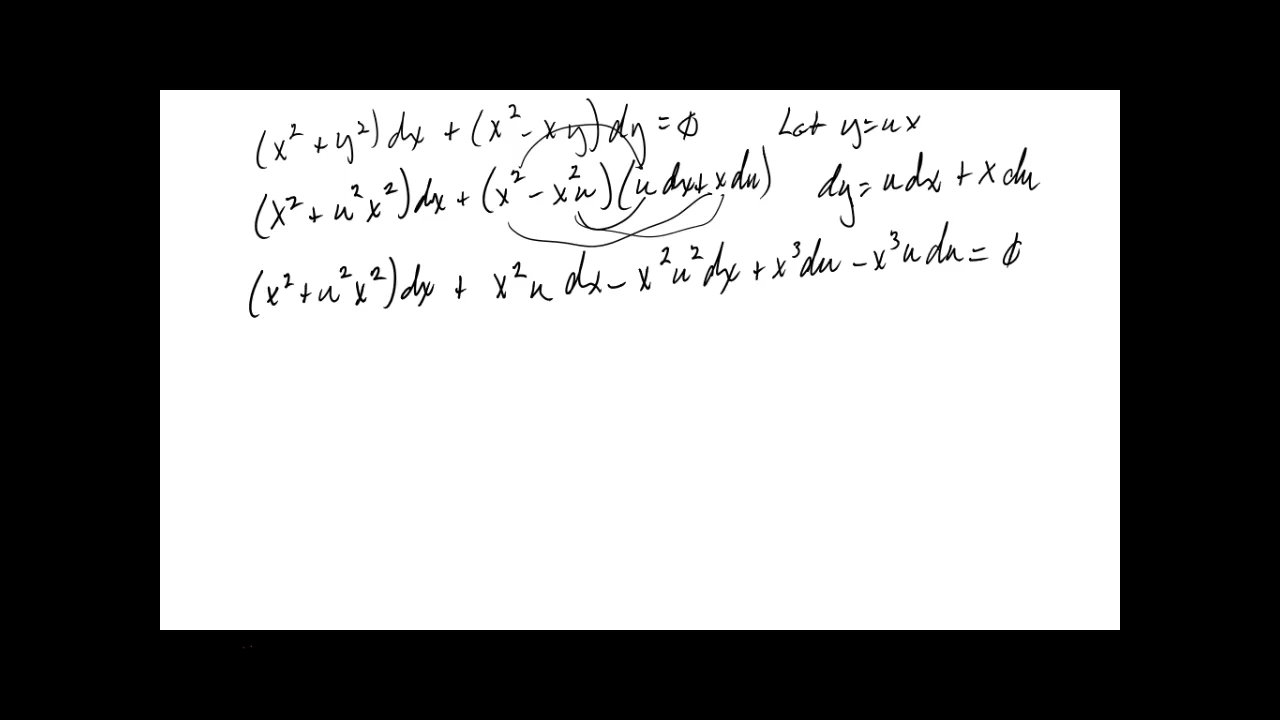 (x² + y²) dx + (x² - xy) dy = 0 Let y = ux
(x² + u²x²) dx + (x² - x²u)(u dx + x du) dy = u dx + x du
(x² + u²x²) dx + x²u dx - x²u² dx + x³ du - x³u du = 0